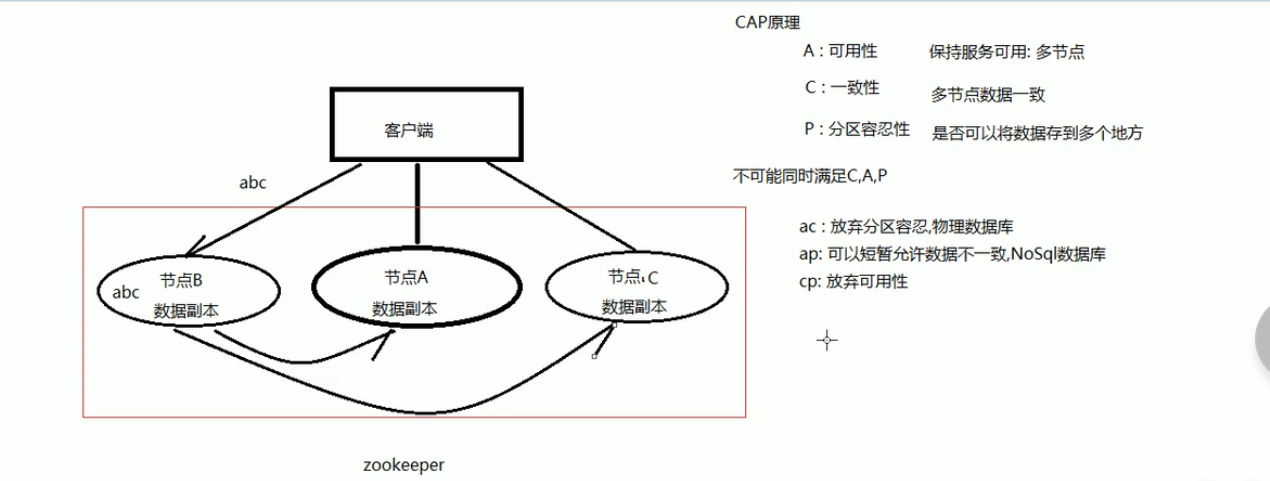 CAP原理
A : 可用性 保持服务可用: 多节点
C : 一致性 多节点数据一致
P : 分区容忍性 是否可以将数据存到多个地方
不可能同时满足C,A,P
ac : 放弃分区容忍,物理数据库
ap: 可以短暂允许数据不一致,NoSql数据库
cp: 放弃可用性
客户端
abc
节点B
abc
数据副本
节点A
数据副本
节点C
数据副本
zookeeper